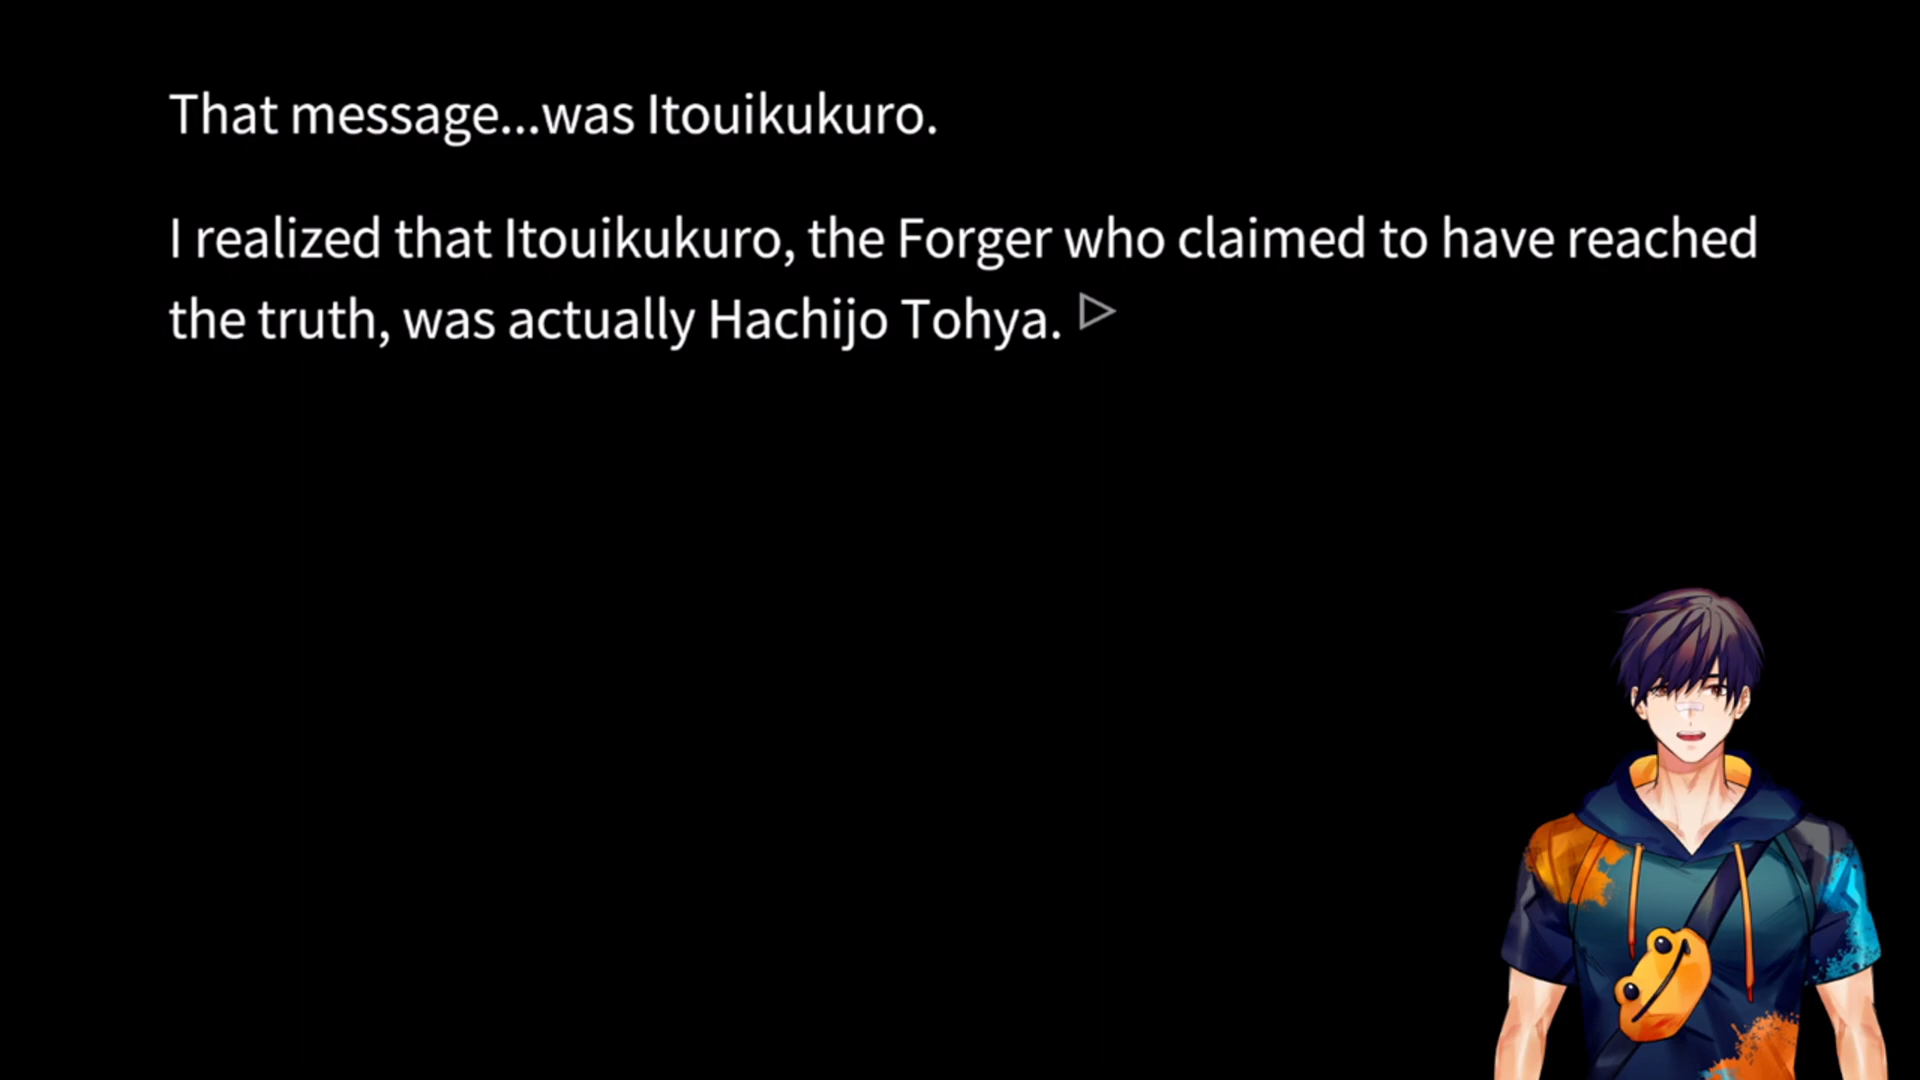 That message...was Itouikukuro.
I realized that Itouikukuro, the Forger who claimed to have reached
the truth, was actually Hachijo Tohya.